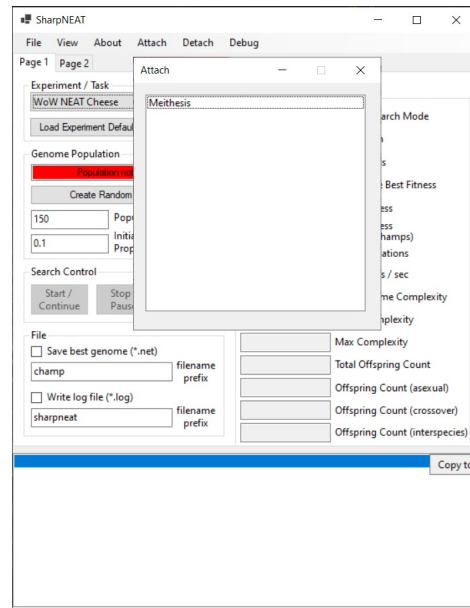 SharpNEAT
File View About Attach Detach Debug
Page 1 Page 2
Attach
Experiment / Task
WoW NEAT Cheese
Meithesis
arch Mode
Load Experiment Defau
Genome Population
Population not
Best Fitness
Create Random
ess
ess
150 Popu
hamps)
Initia
0.1 Prop
ations
Search Control
s / sec
Start / Continue
Stop Paus
me Complexity
mplexity
File
Max Complexity
Save best genome (*.net)
Total Offspring Count
champ filename prefix
Offspring Count (asexual)
Write log file (*.log)
Offspring Count (crossover)
sharpneat filename prefix
Offspring Count (interspecies)
Copy to